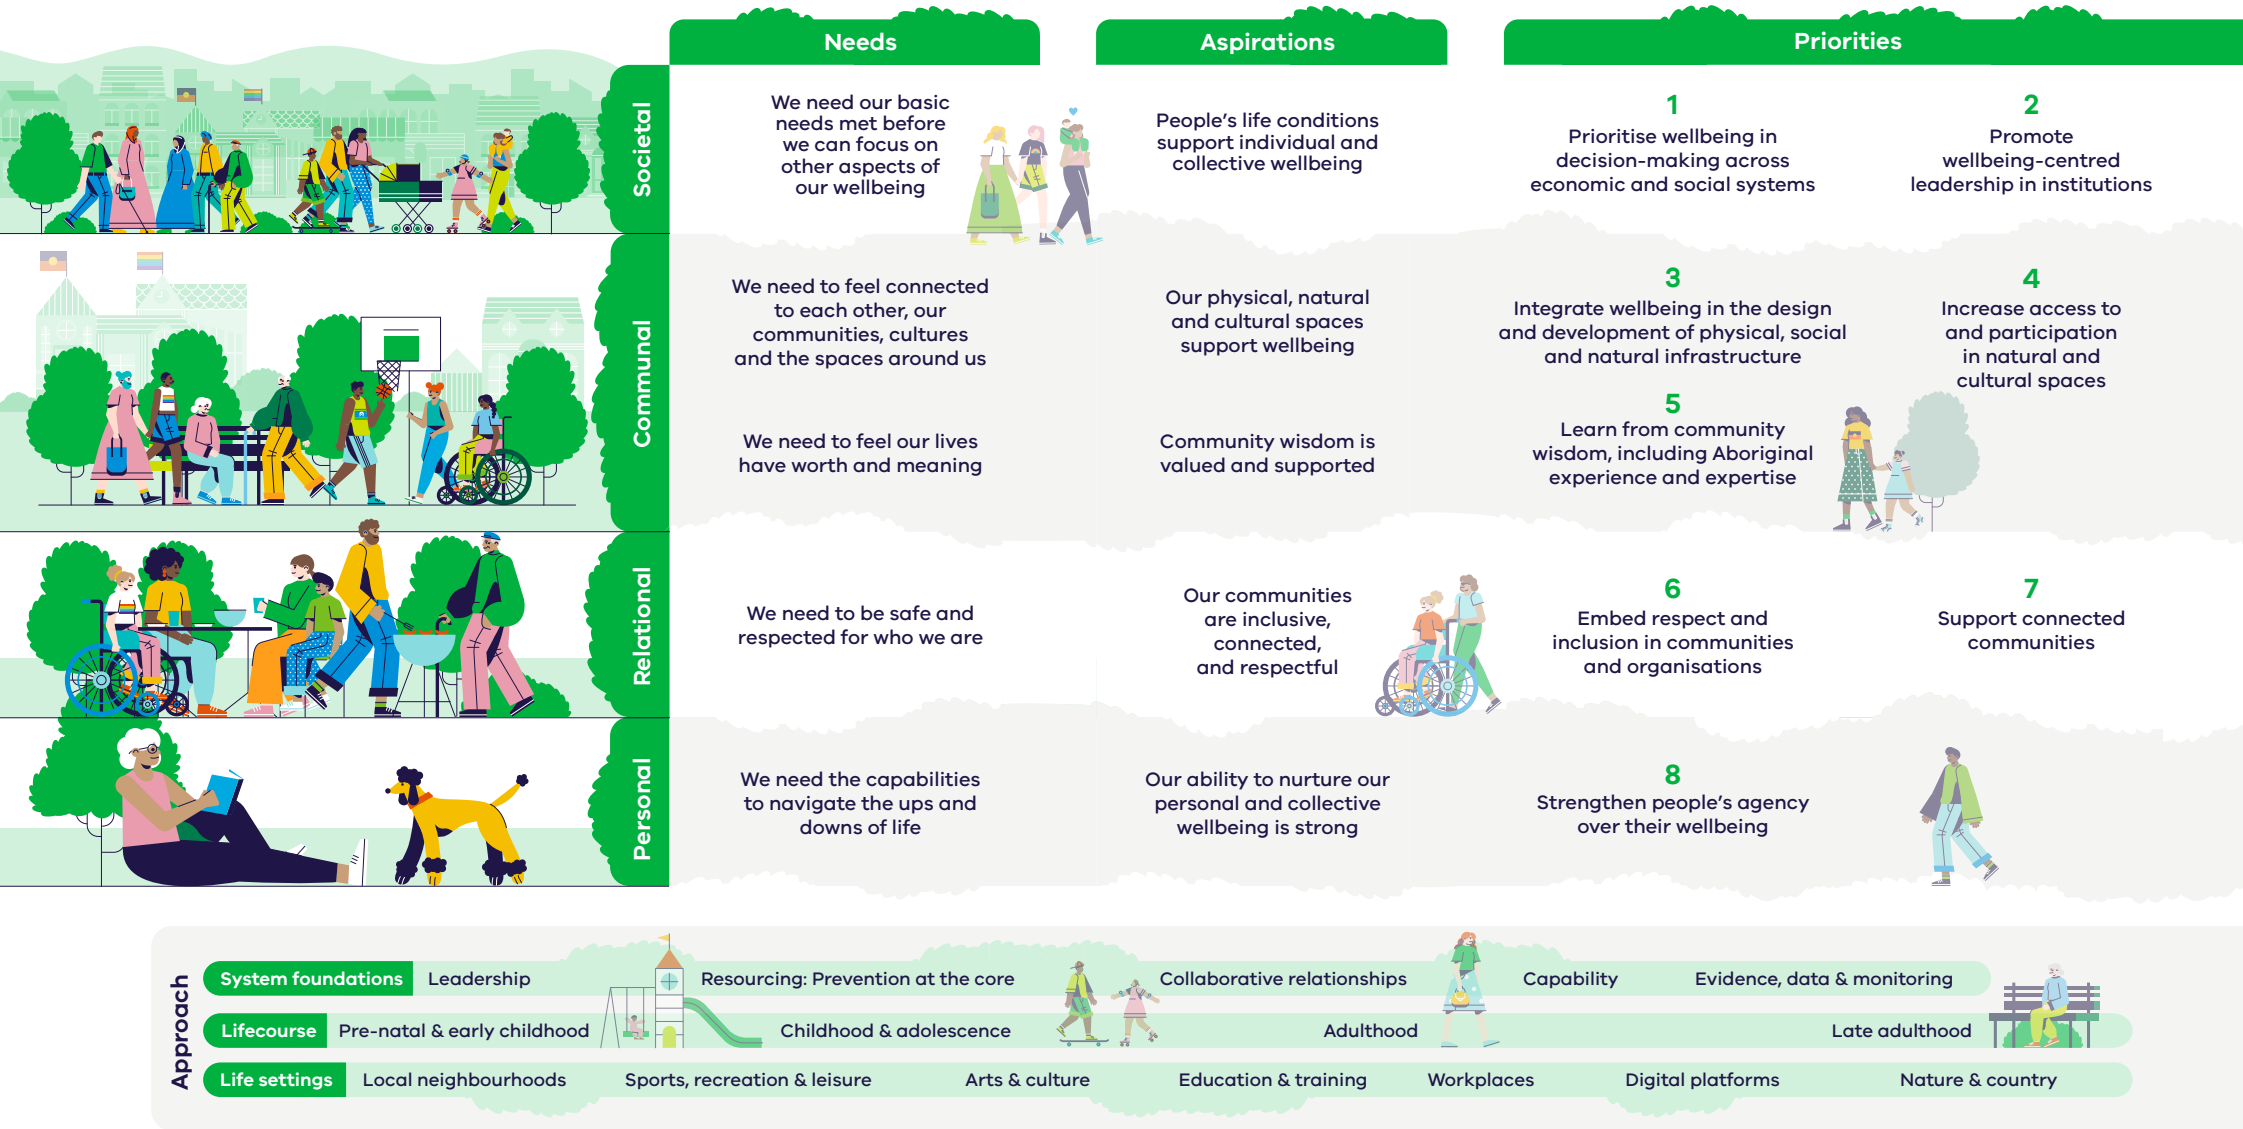 Needs
Aspirations
Priorities
Societal
We need our basic
needs met before
we can focus on
other aspects of
our wellbeing
People's life conditions
support individual and
collective wellbeing
1
Prioritise wellbeing in
decision-making across
economic and social systems
2
Promote
wellbeing-centred
leadership in institutions
Communal
We need to feel connected
to each other, our
communities, cultures
and the spaces around us
Our physical, natural
and cultural spaces
support wellbeing
3
Integrate wellbeing in the design
and development of physical, social
and natural infrastructure
4
Increase access to
and participation
in natural and
cultural spaces
We need to feel our lives
have worth and meaning
Community wisdom is
valued and supported
5
Learn from community
wisdom, including Aboriginal
experience and expertise
Relational
We need to be safe and
respected for who we are
Our communities
are inclusive,
connected,
and respectful
6
Embed respect and
inclusion in communities
and organisations
7
Support connected
communities
Personal
We need the capabilities
to navigate the ups and
downs of life
Our ability to nurture our
personal and collective
wellbeing is strong
8
Strengthen people's agency
over their wellbeing
Approach
System foundations Leadership Resourcing: Prevention at the core Collaborative relationships Capability Evidence, data & monitoring
Lifecourse Pre-natal & early childhood Childhood & adolescence Adulthood Late adulthood
Life settings Local neighbourhoods Sports, recreation & leisure Arts & culture Education & training Workplaces Digital platforms Nature & country